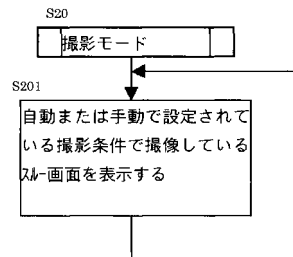 S20
撮影モード
S201
自動または手動で設定されて
いる撮影条件で撮像している
ｽﾙｰ画面を表示する